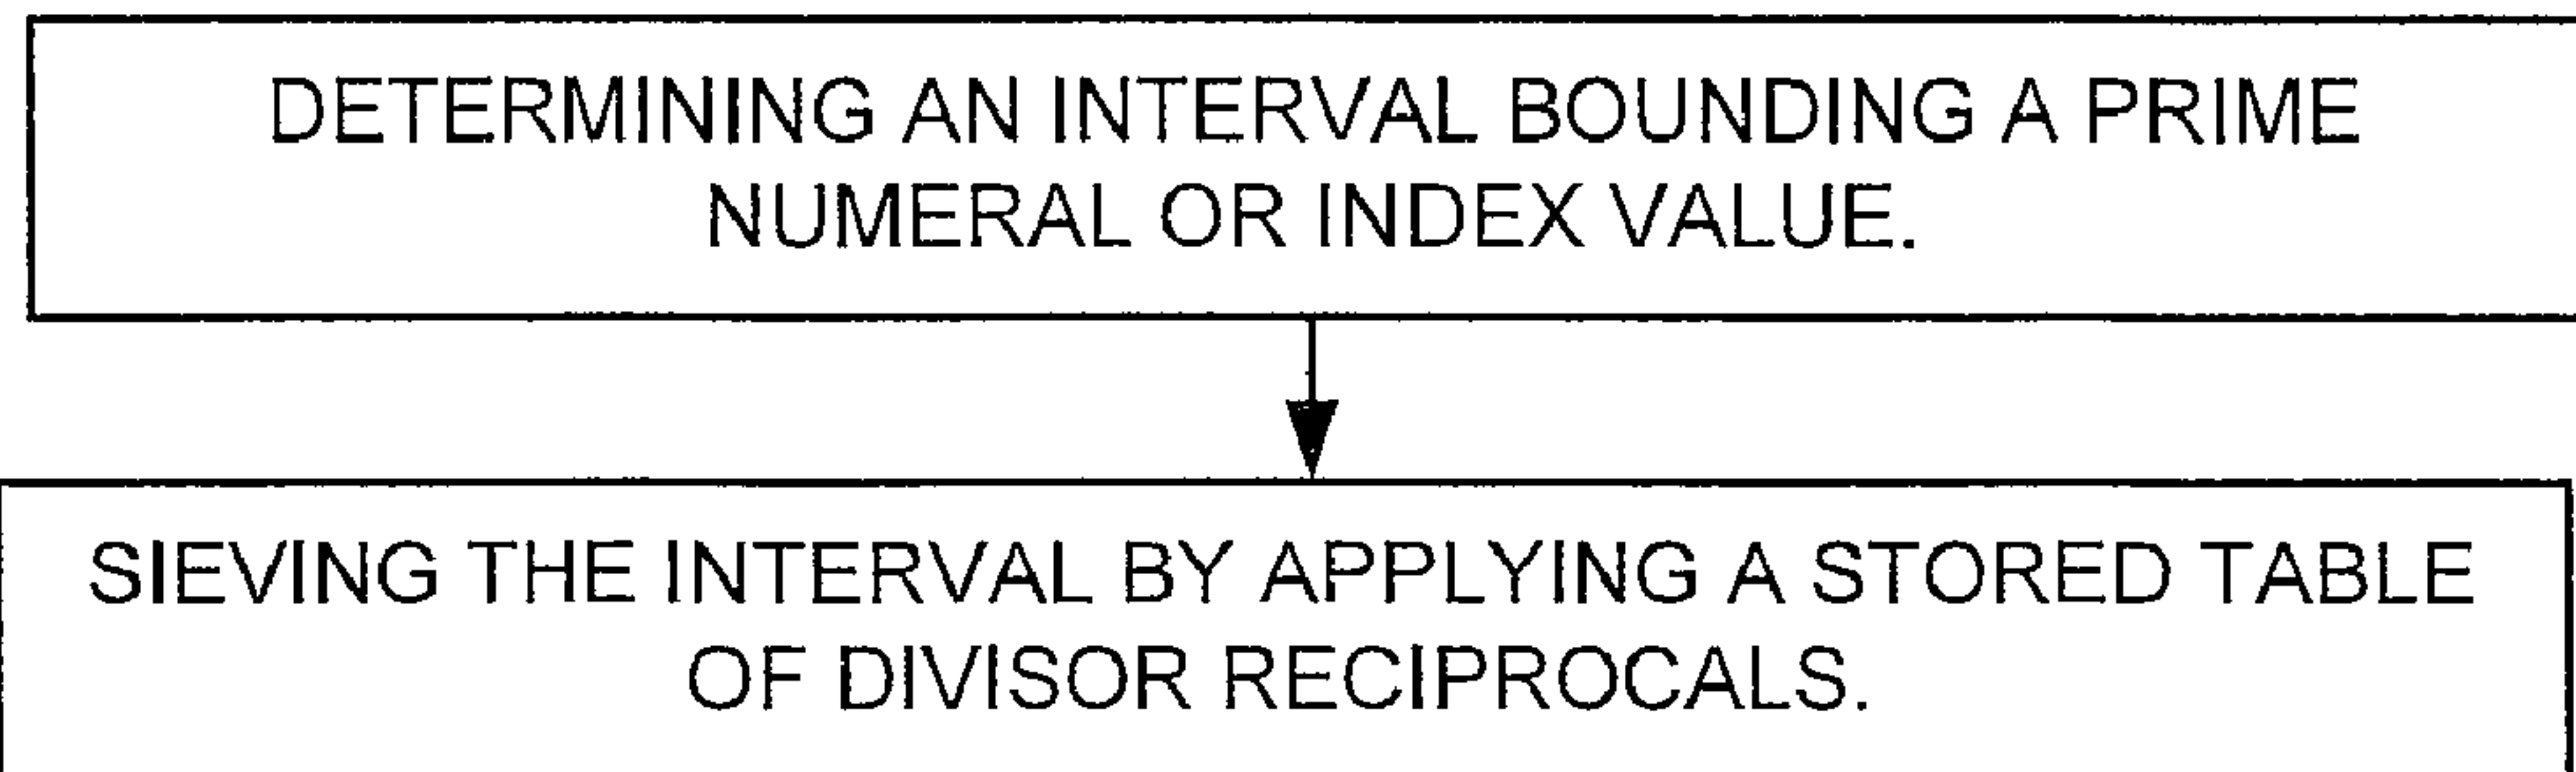 DETERMINING AN INTERVAL BOUNDING A PRIME
NUMERAL OR INDEX VALUE.
SIEVING THE INTERVAL BY APPLYING A STORED TABLE
OF DIVISOR RECIPROCALS.